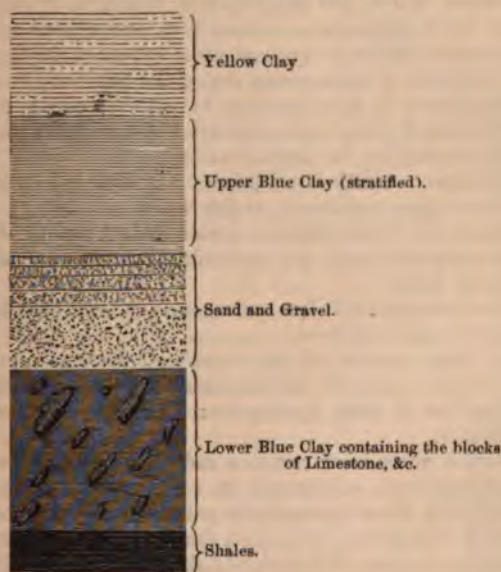 Yellow Clay
Upper Blue Clay (stratified).
Sand and Gravel.
Lower Blue Clay containing the blocks
of Limestone, &c.
Shales.